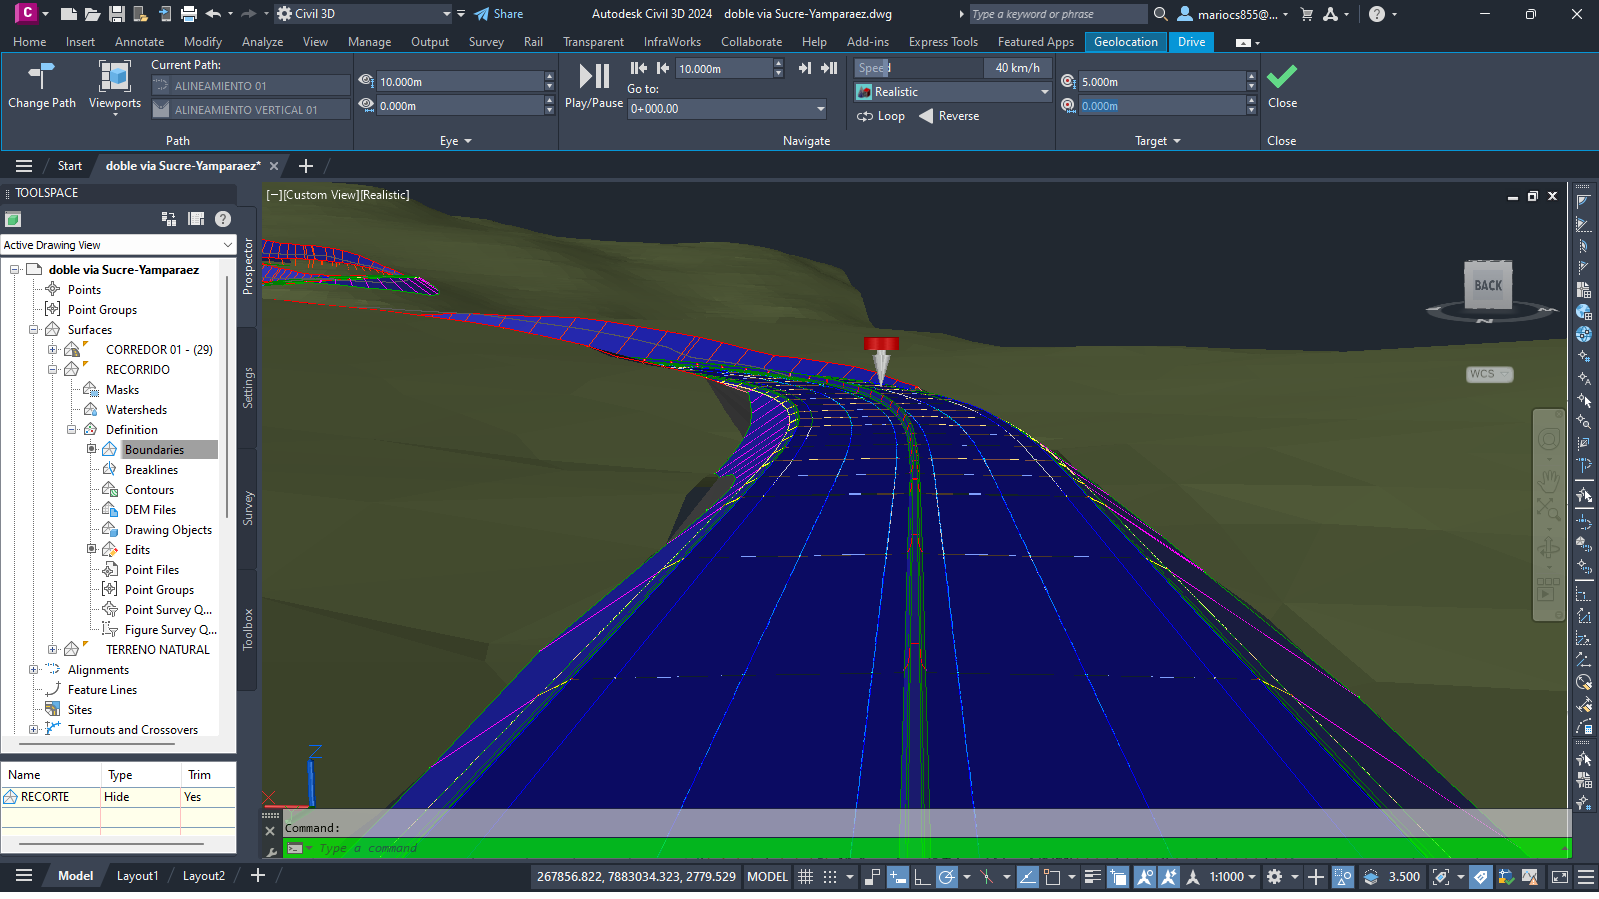 C
Civil 3D
Share
Autodesk Civil 3D 2024 doble via Sucre-Yamparaez.dwg
Type a keyword or phrase
mariocs855@...
Home Insert Annotate Modify Analyze View Manage Output Survey Rail Transparent InfraWorks Collaborate Help Add-ins Express Tools Featured Apps Geolocation Drive
Change Path
Viewports
Current Path:
ALINEAMIENTO 01
ALINEAMIENTO VERTICAL 01
Path
10.000m
0.000m
Eye
Play/Pause
10.000m
Go to:
0+000.00
Speed
40 km/h
Realistic
Loop
Reverse
Navigate
5.000m
0.000m
Target
Close
Close
Start
doble via Sucre-Yamparaez*
TOOLSPACE
Active Drawing View
doble via Sucre-Yamparaez
Points
Point Groups
Surfaces
CORREDOR 01 - (29)
RECORRIDO
Masks
Watersheds
Definition
Boundaries
Breaklines
Contours
DEM Files
Drawing Objects
Edits
Point Files
Point Groups
Point Survey Q...
Figure Survey Q...
TERRENO NATURAL
Alignments
Feature Lines
Sites
Turnouts and Crossovers
Prospector
Settings
Survey
Toolbox
Name Type Trim
RECORTE Hide Yes
[−][Custom View][Realistic]
BACK
WCS
Z
Command:
Type a command
Model Layout1 Layout2
267856.822, 7883034.323, 2779.529 MODEL
1:1000
3.500